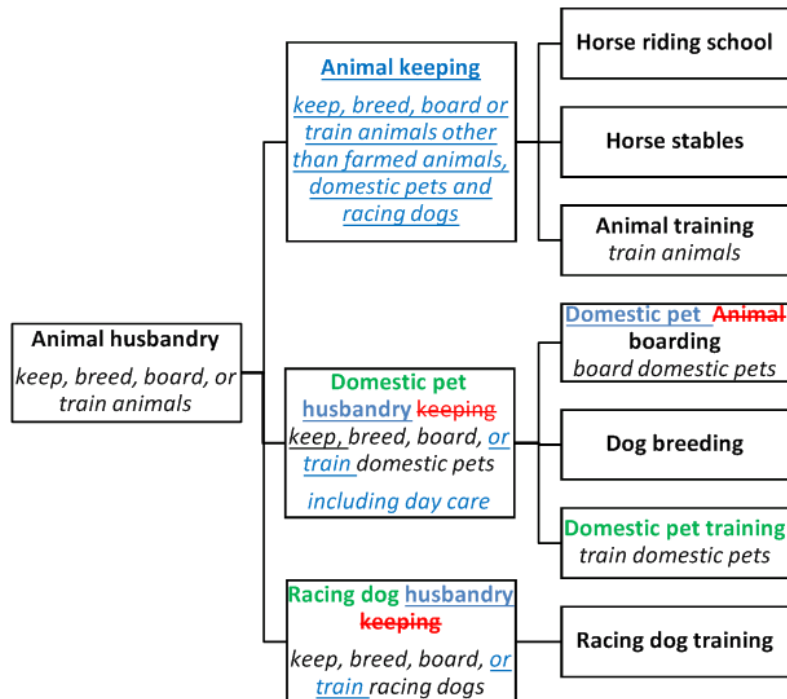 Animal husbandry
keep, breed, board, or
train animals
Animal keeping
keep, breed, board or
train animals other
than farmed animals,
domestic pets and
racing dogs
Horse riding school
Horse stables
Animal training
train animals
Domestic pet
husbandry keeping
keep, breed, board, or
train domestic pets
including day care
Domestic pet Animal
boarding
board domestic pets
Dog breeding
Domestic pet training
train domestic pets
Racing dog husbandry
keeping
keep, breed, board, or
train racing dogs
Racing dog training